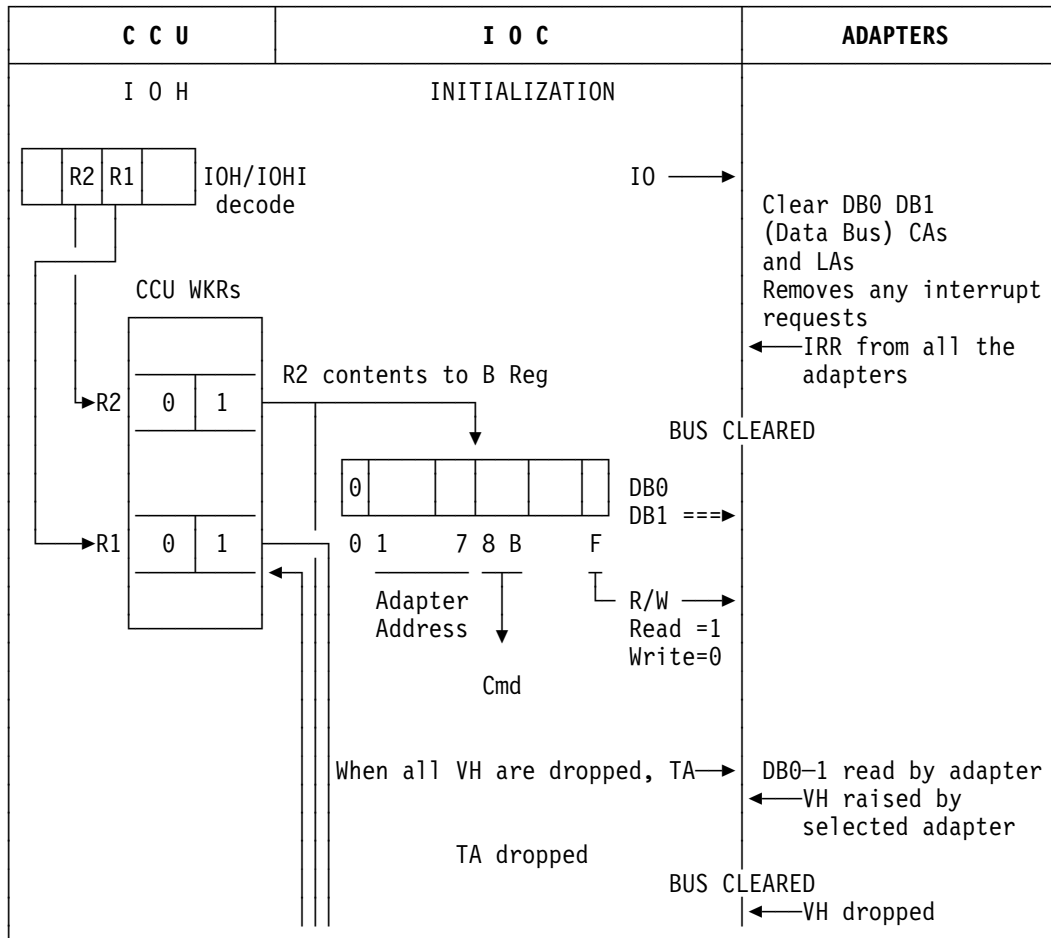 C C U I O C ADAPTERS
I O H INITIALIZATION
R2 R1 IOH/IOHI IO
decode
Clear DB0 DB1
(Data Bus) CAs
and LAs
CCU WKRs Removes any interrupt
requests
IRR from all the
R2 contents to B Reg adapters
R2 0 1
BUS CLEARED
0 DB0
DB1 ===
R1 0 1 0 1 7 8 B F
Adapter R/W
Address Read =1
Write=0
Cmd
When all VH are dropped, TA DB0—1 read by adapter
VH raised by
selected adapter
TA dropped
BUS CLEARED
VH dropped